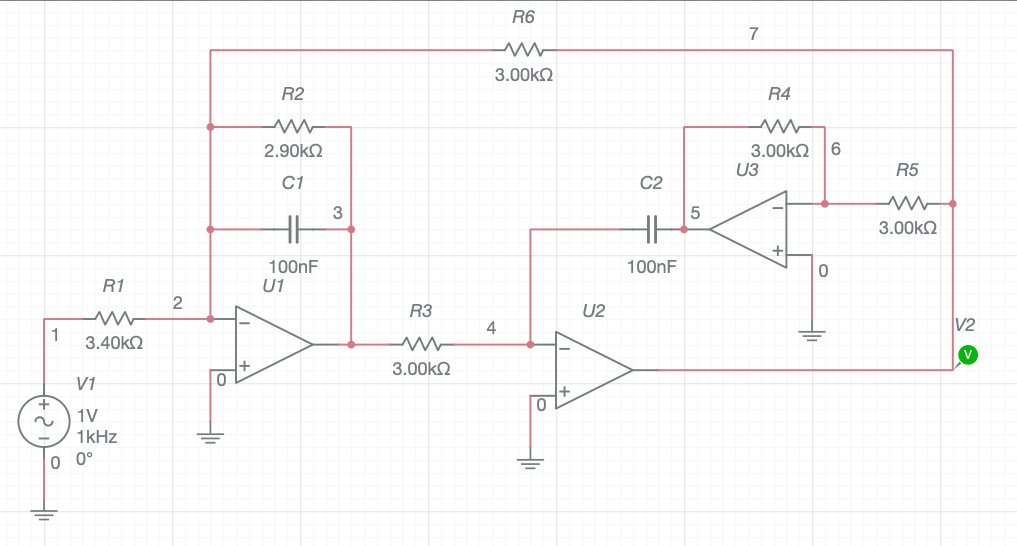 R6
7
3.00kΩ
R2
R4
2.90kΩ
3.00kΩ
6
C1
C2
U3
R5
3
5
3.00kΩ
100nF
100nF
0
R1
U1
2
R3
4
U2
V2
1
3.40kΩ
3.00kΩ
V
V1
0
0
1V
1kHz
0
0°